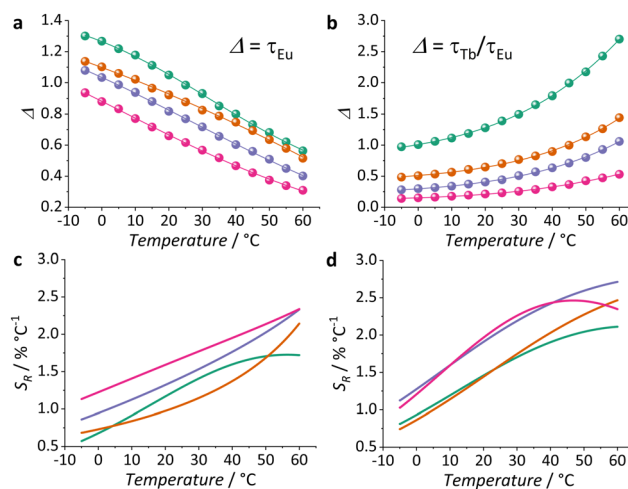 a
Δ = τEu
1.4
1.2
1.0
0.8
0.6
0.4
0.2
Δ
-10 0 10 20 30 40 50 60
Temperature / °C
b
Δ = τTb/τEu
3.0
2.5
2.0
1.5
1.0
0.5
0.0
Δ
-10 0 10 20 30 40 50 60
Temperature / °C
c
3.0
2.5
2.0
1.5
1.0
0.5
SR / % °C⁻¹
-10 0 10 20 30 40 50 60
Temperature / °C
d
3.0
2.5
2.0
1.5
1.0
0.5
SR / % °C⁻¹
-10 0 10 20 30 40 50 60
Temperature / °C